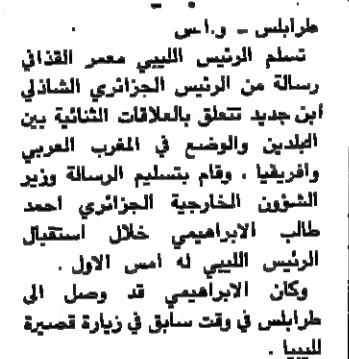 طرابلس ــ و.ا.س
تسلم الرئيس الليبي معمر القذافي
رسالة من الرئيس الجزائري الشاذلي
ابن جديد تتعلق بالعلاقات الثنائية بين
البلدين والوضع في المغرب العربي
وافريقيا . وقام بتسليم الرسالة وزير
الشؤون الخارجية الجزائري احمد
طالب الابراهيمي خلال استقبال
الرئيس الليبي له امس الاول .
وكان الابراهيمي قد وصل الى
طرابلس في وقت سابق في زيارة قصيرة
لليبيا .